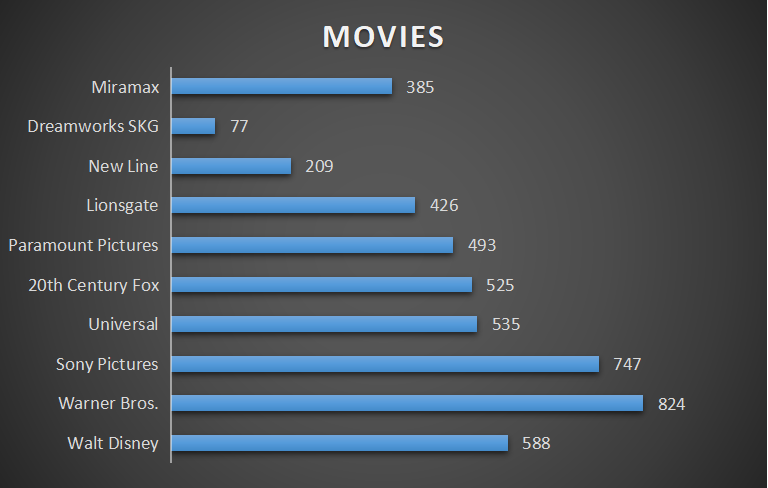 MOVIES
Miramax 385
Dreamworks SKG 77
New Line 209
Lionsgate 426
Paramount Pictures 493
20th Century Fox 525
Universal 535
Sony Pictures 747
Warner Bros. 824
Walt Disney 588